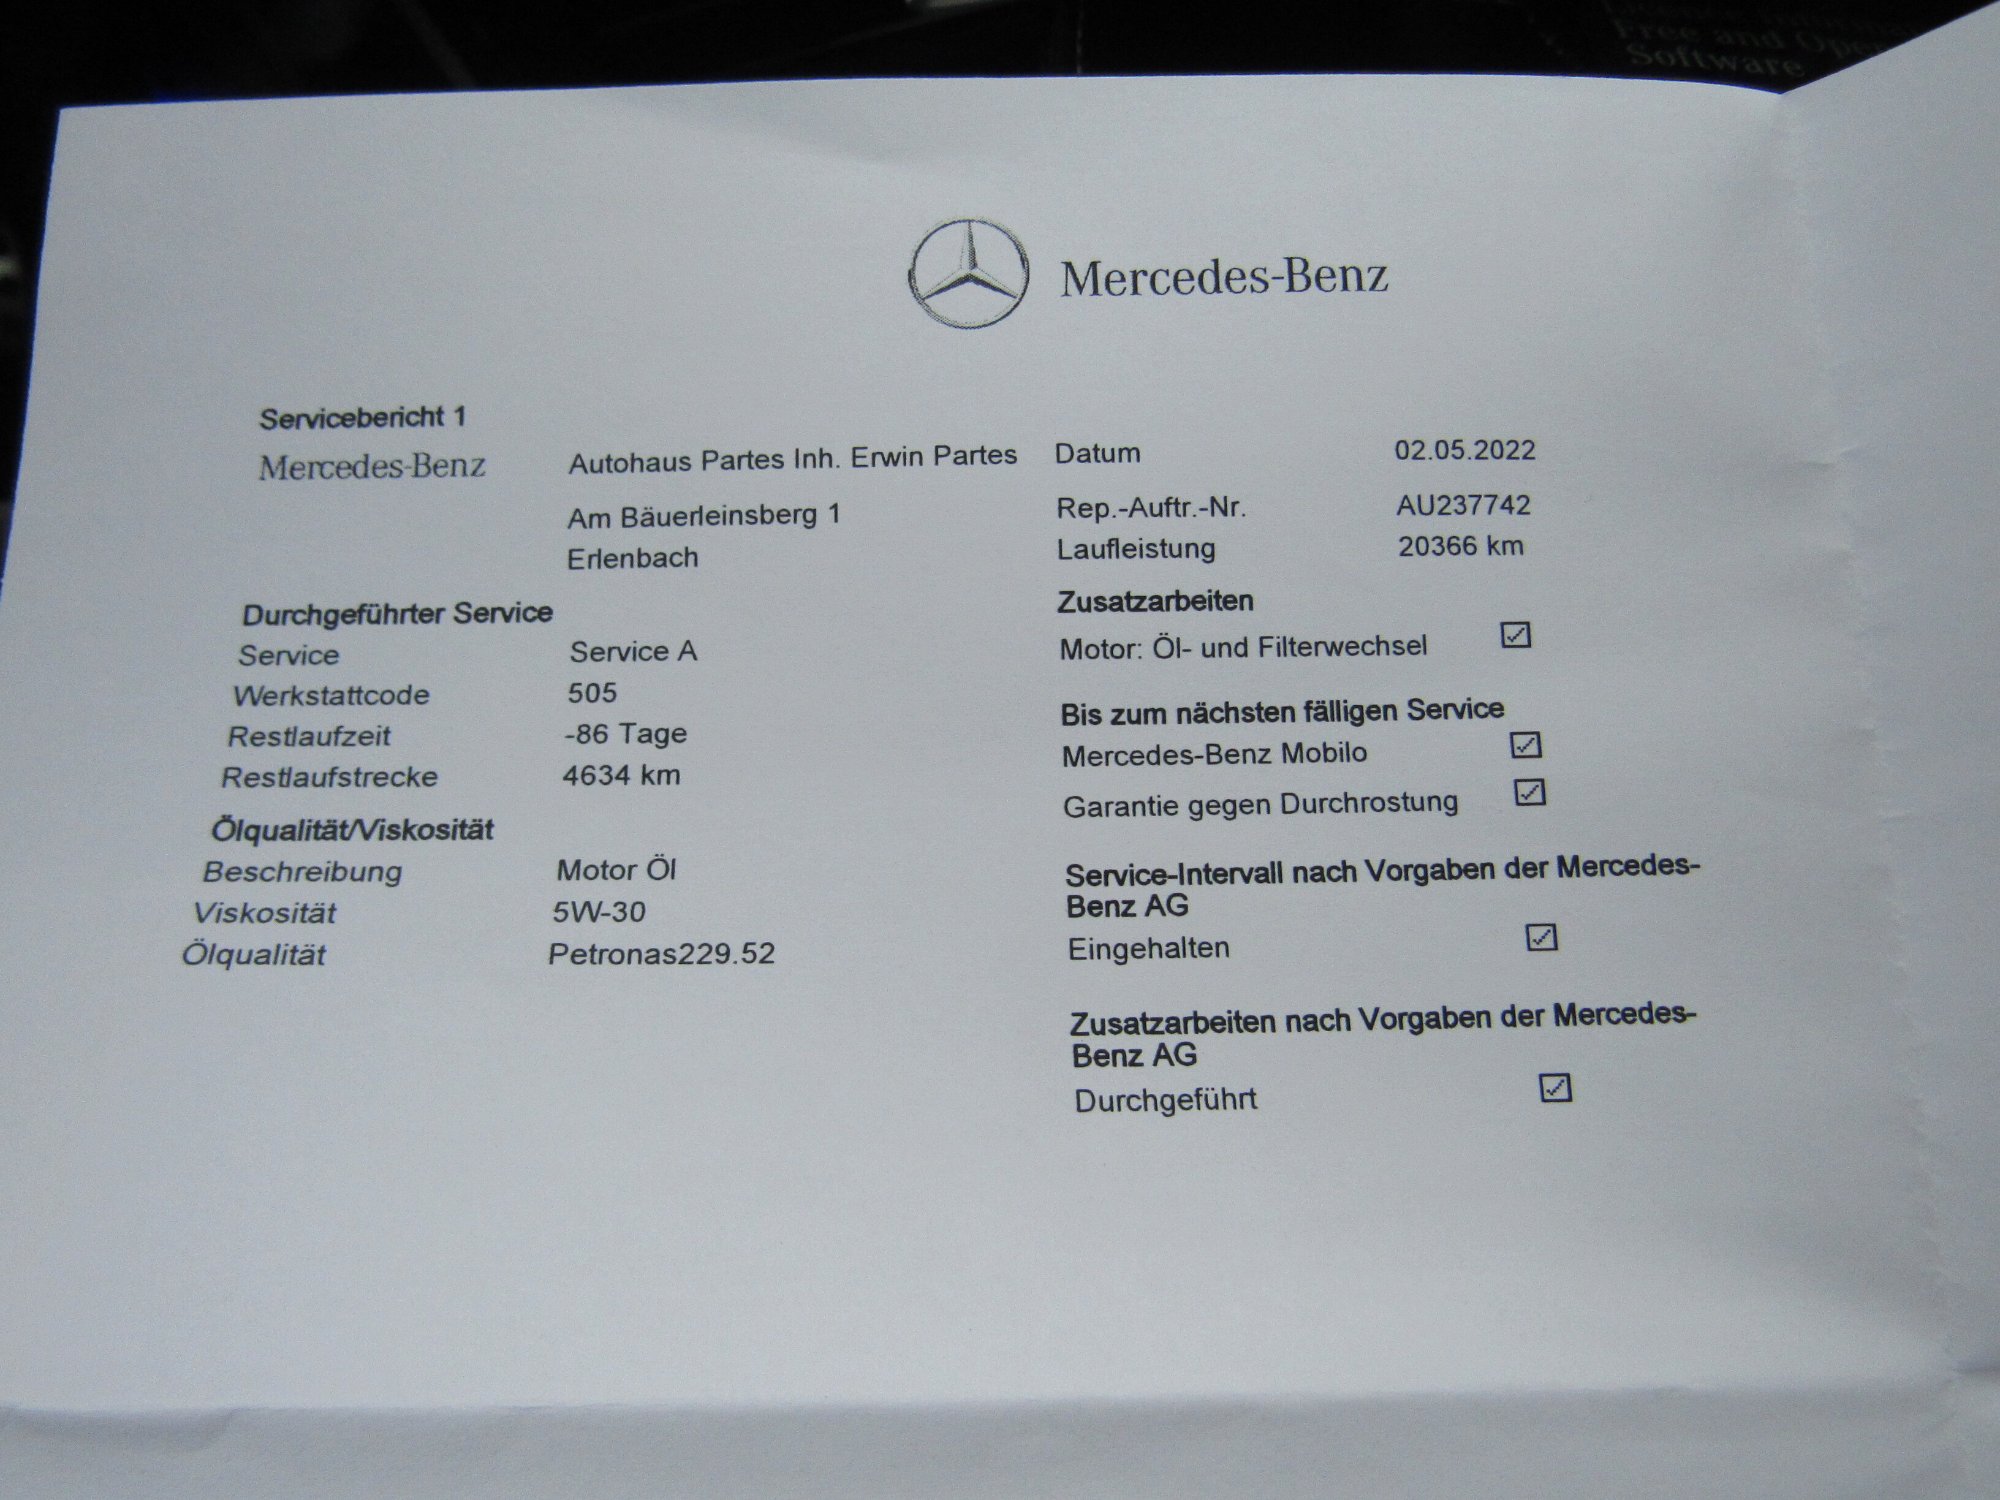 Free and Ope
Software
Mercedes-Benz
Servicebericht 1
Mercedes-Benz Autohaus Partes Inh. Erwin Partes
Am Bäuerleinsberg 1
Erlenbach
Durchgeführter Service
Service Service A
Werkstattcode 505
Restlaufzeit -86 Tage
Restlaufstrecke 4634 km
Ölqualität/Viskosität
Beschreibung Motor Öl
Viskosität 5W-30
Ölqualität Petronas229.52
Datum 02.05.2022
Rep.-Auftr.-Nr. AU237742
Laufleistung 20366 km
Zusatzarbeiten
Motor: Öl- und Filterwechsel ☑
Bis zum nächsten fälligen Service
Mercedes-Benz Mobilo ☑
Garantie gegen Durchrostung ☑
Service-Intervall nach Vorgaben der Mercedes-
Benz AG
Eingehalten ☑
Zusatzarbeiten nach Vorgaben der Mercedes-
Benz AG
Durchgeführt ☑